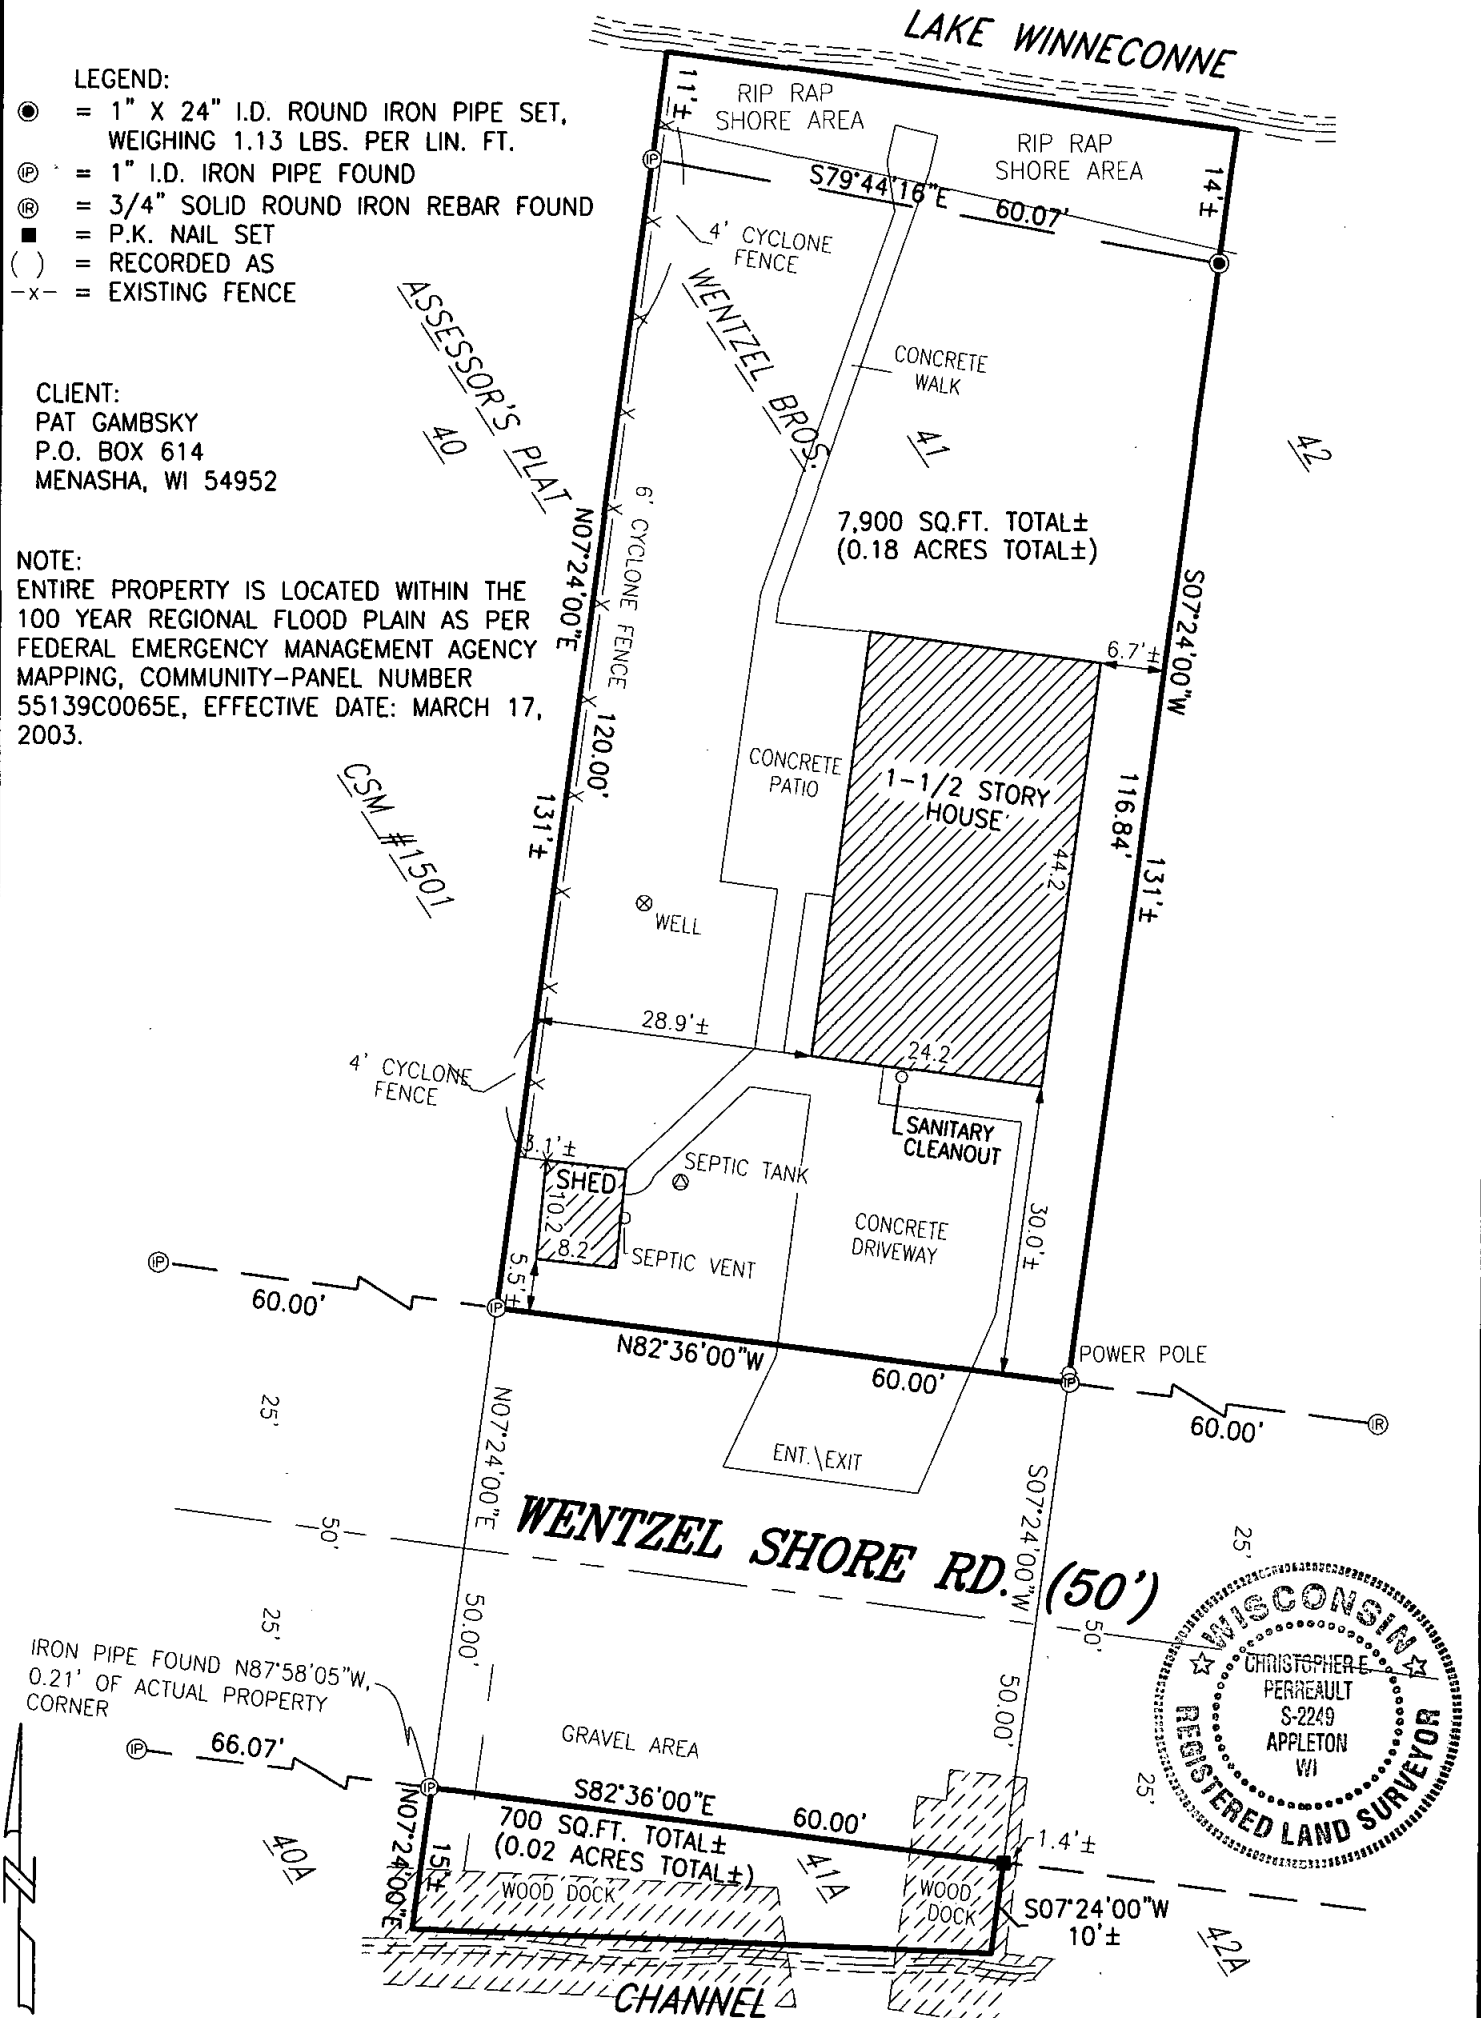 LAKE WINNECONNE
LEGEND:
= 1" X 24" I.D. ROUND IRON PIPE SET,
WEIGHING 1.13 LBS. PER LIN. FT.
IP = 1" I.D. IRON PIPE FOUND
IR = 3/4" SOLID ROUND IRON REBAR FOUND
■ = P.K. NAIL SET
( ) = RECORDED AS
-x- = EXISTING FENCE
CLIENT:
PAT GAMBSKY
P.O. BOX 614
MENASHA, WI 54952
NOTE:
ENTIRE PROPERTY IS LOCATED WITHIN THE
100 YEAR REGIONAL FLOOD PLAIN AS PER
FEDERAL EMERGENCY MANAGEMENT AGENCY
MAPPING, COMMUNITY-PANEL NUMBER
55139C0065E, EFFECTIVE DATE: MARCH 17,
2003.
11'±
RIP RAP
SHORE AREA
RIP RAP
SHORE AREA
14'±
IP
S79°44'16"E 60.07'
4' CYCLONE
FENCE
ASSESSOR'S PLAT
WENTZEL BROS.
40
41
42
CONCRETE
WALK
7,900 SQ.FT. TOTAL±
(0.18 ACRES TOTAL±)
N07°24'00"E
120.00'
131'±
6' CYCLONE FENCE
S07°24'00"W
116.84'
131'±
6.7'±
CONCRETE
PATIO
1-1/2 STORY
HOUSE
44.2
CSM #1501
WELL
28.9'±
24.2
4' CYCLONE
FENCE
SANITARY
CLEANOUT
3.1'±
SHED
10.2
8.2
5.5'±
SEPTIC TANK
SEPTIC VENT
CONCRETE
DRIVEWAY
30.0'±
IP
60.00'
IP
N82°36'00"W
60.00'
POWER POLE
IP
60.00'
IR
25'
N07°24'00"E
ENT.\EXIT
S07°24'00"W
50'
WENTZEL SHORE RD. (50')
25'
50'
25'
50.00'
50.00'
25'
IRON PIPE FOUND N87°58'05"W,
0.21' OF ACTUAL PROPERTY
CORNER
IP
66.07'
IP
GRAVEL AREA
S82°36'00"E
60.00'
700 SQ.FT. TOTAL±
(0.02 ACRES TOTAL±)
N07°24'00"E
15'±
WOOD DOCK
WOOD
DOCK
1.4'±
S07°24'00"W
10'±
40A
41A
42A
CHANNEL
N
WISCONSIN
CHRISTOPHER E.
PERREAULT
S-2249
APPLETON
WI
REGISTERED LAND SURVEYOR